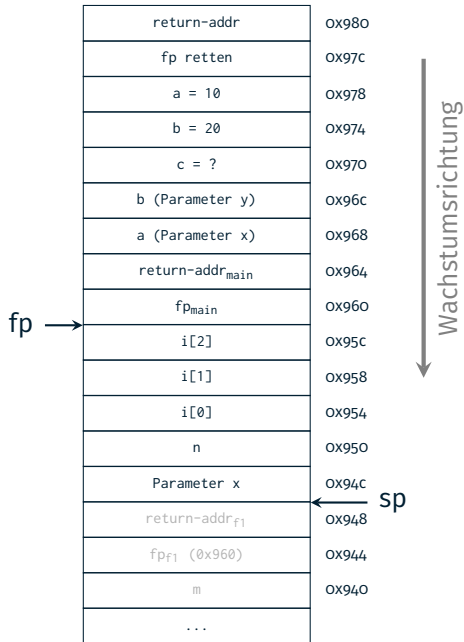 return-addr 0x980
fp retten 0x97c
a = 10 0x978
b = 20 0x974
c = ? 0x970
b (Parameter y) 0x96c
a (Parameter x) 0x968
return-addrmain 0x964
fpmain 0x960
fp
i[2] 0x95c
i[1] 0x958
i[0] 0x954
n 0x950
Parameter x 0x94c
sp
return-addrf1 0x948
fpf1 (0x960) 0x944
m 0x940
...
Wachstumsrichtung